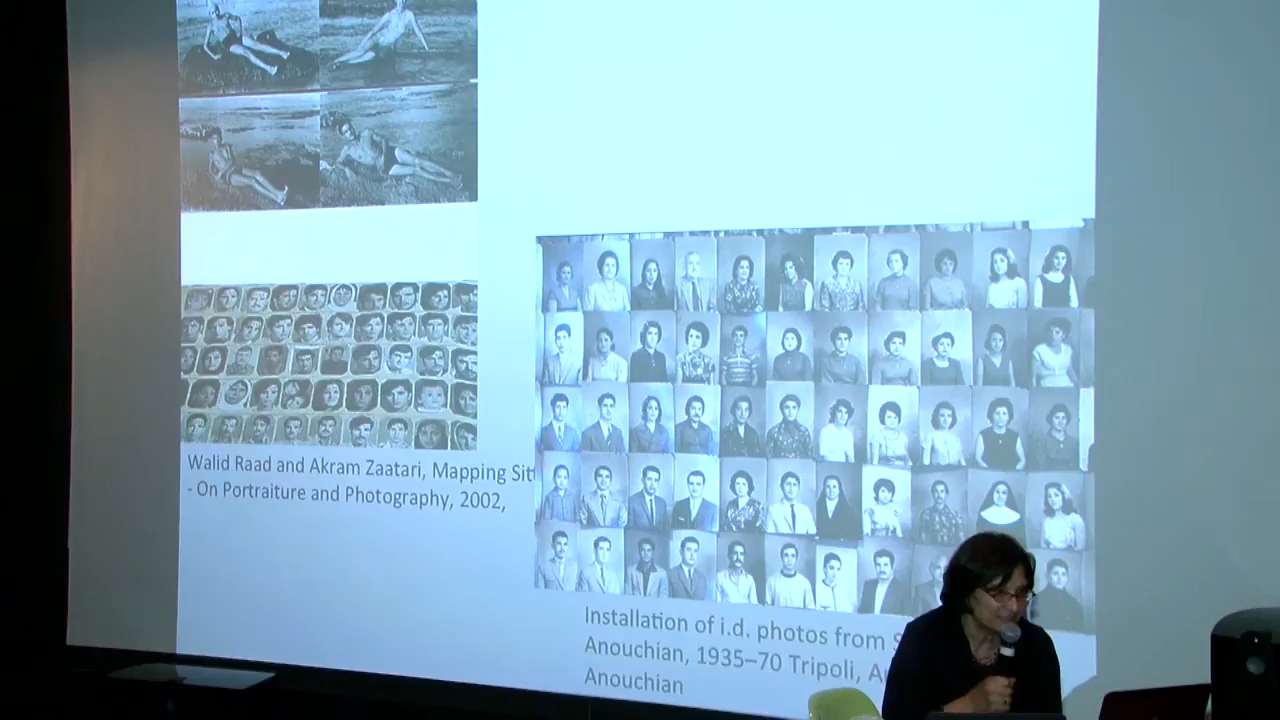 Walid Raad and Akram Zaatari, Mapping Sit
- On Portraiture and Photography, 2002,
Installation of i.d. photos from
Anouchian, 1935–70 Tripoli,
Anouchian